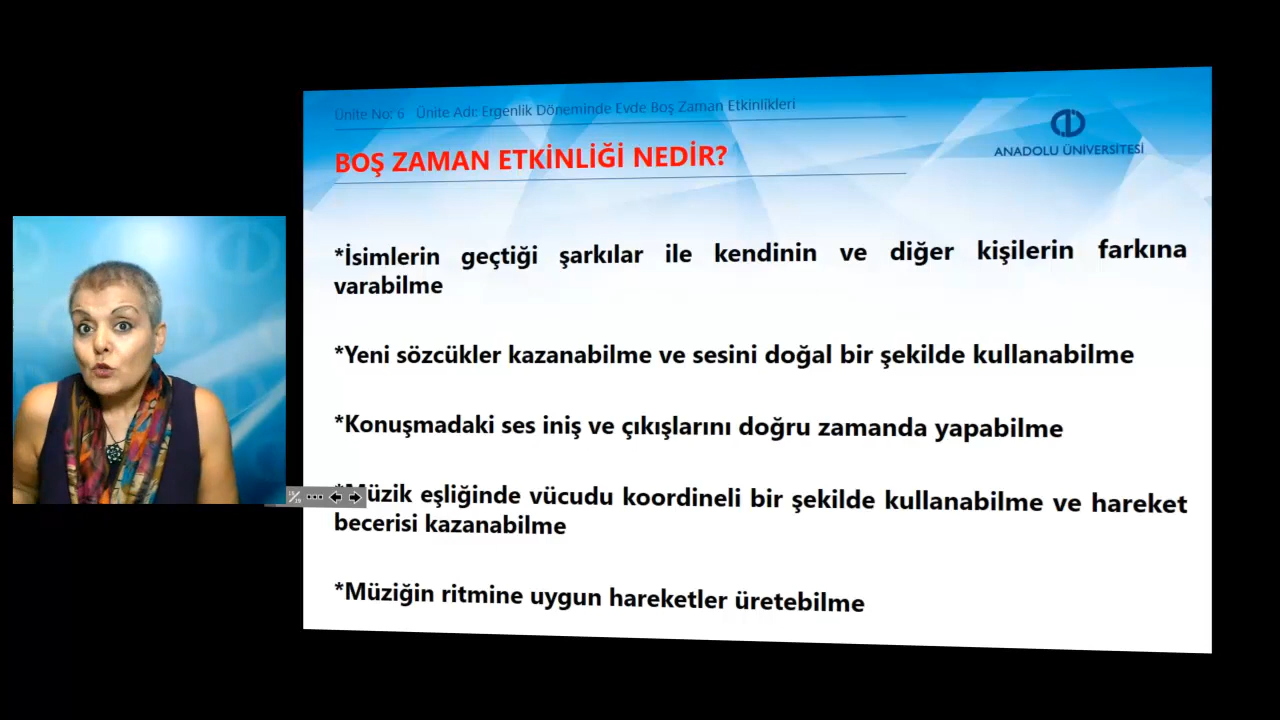 Ünite No: 6 Ünite Adı: Ergenlik Döneminde Evde Boş Zaman Etkinlikleri
BOŞ ZAMAN ETKİNLİĞİ NEDİR?
ANADOLU ÜNİVERSİTESİ
*İsimlerin geçtiği şarkılar ile kendinin ve diğer kişilerin farkına
varabilme
*Yeni sözcükler kazanabilme ve sesini doğal bir şekilde kullanabilme
*Konuşmadaki ses iniş ve çıkışlarını doğru zamanda yapabilme
*Müzik eşliğinde vücudu koordineli bir şekilde kullanabilme ve hareket
becerisi kazanabilme
*Müziğin ritmine uygun hareketler üretebilme